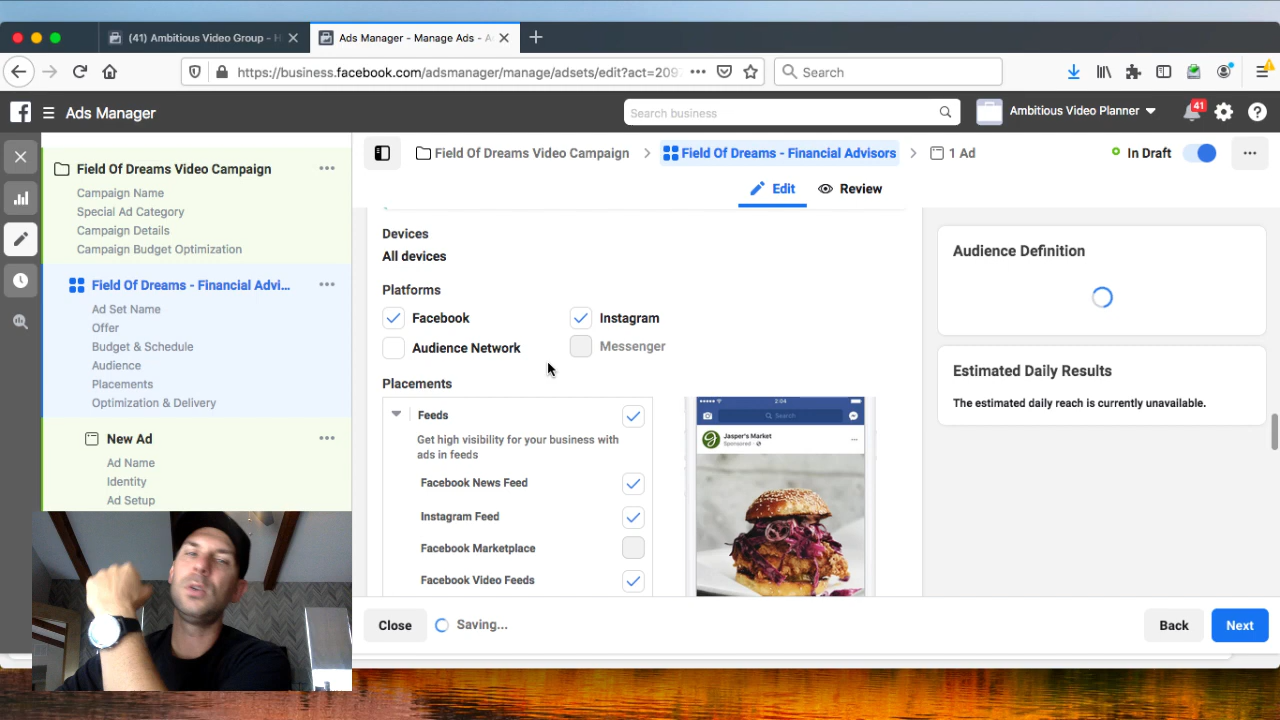 (41) Ambitious Video Group - H
Ads Manager - Manage Ads - A
https://business.facebook.com/adsmanager/manage/adsets/edit?act=209
Search
Ads Manager
Search business
Ambitious Video Planner
41
Field Of Dreams Video Campaign
Campaign Name
Special Ad Category
Campaign Details
Campaign Budget Optimization
Field Of Dreams - Financial Advi...
Ad Set Name
Offer
Budget & Schedule
Audience
Placements
Optimization & Delivery
New Ad
Ad Name
Identity
Ad Setup
Field Of Dreams Video Campaign
Field Of Dreams - Financial Advisors
1 Ad
In Draft
Edit
Review
Devices
All devices
Platforms
Facebook
Instagram
Audience Network
Messenger
Placements
Feeds
Get high visibility for your business with
ads in feeds
Facebook News Feed
Instagram Feed
Facebook Marketplace
Facebook Video Feeds
2:04
Search
Jasper's Market
Sponsored
Audience Definition
Estimated Daily Results
The estimated daily reach is currently unavailable.
Close
Saving...
Back
Next